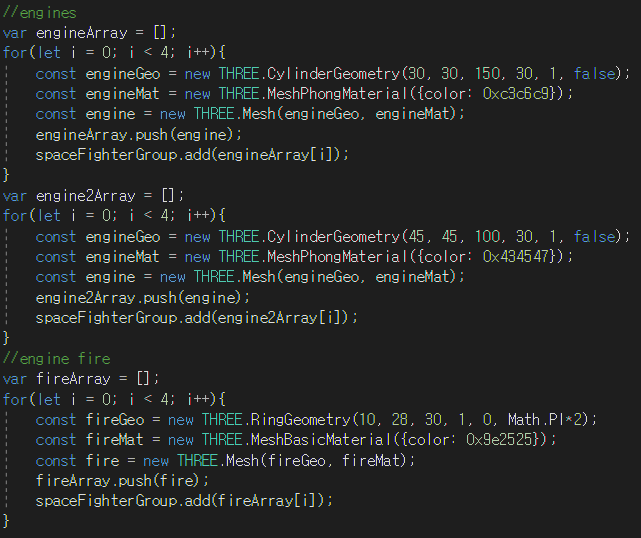 //engines
var engineArray = [];
for(let i = 0; i < 4; i++){
    const engineGeo = new THREE.CylinderGeometry(30, 30, 150, 30, 1, false);
    const engineMat = new THREE.MeshPhongMaterial({color: 0xc3c6c9});
    const engine = new THREE.Mesh(engineGeo, engineMat);
    engineArray.push(engine);
    spaceFighterGroup.add(engineArray[i]);
}
var engine2Array = [];
for(let i = 0; i < 4; i++){
    const engineGeo = new THREE.CylinderGeometry(45, 45, 100, 30, 1, false);
    const engineMat = new THREE.MeshPhongMaterial({color: 0x434547});
    const engine = new THREE.Mesh(engineGeo, engineMat);
    engine2Array.push(engine);
    spaceFighterGroup.add(engine2Array[i]);
}
//engine fire
var fireArray = [];
for(let i = 0; i < 4; i++){
    const fireGeo = new THREE.RingGeometry(10, 28, 30, 1, 0, Math.PI*2);
    const fireMat = new THREE.MeshBasicMaterial({color: 0x9e2525});
    const fire = new THREE.Mesh(fireGeo, fireMat);
    fireArray.push(fire);
    spaceFighterGroup.add(fireArray[i]);
}